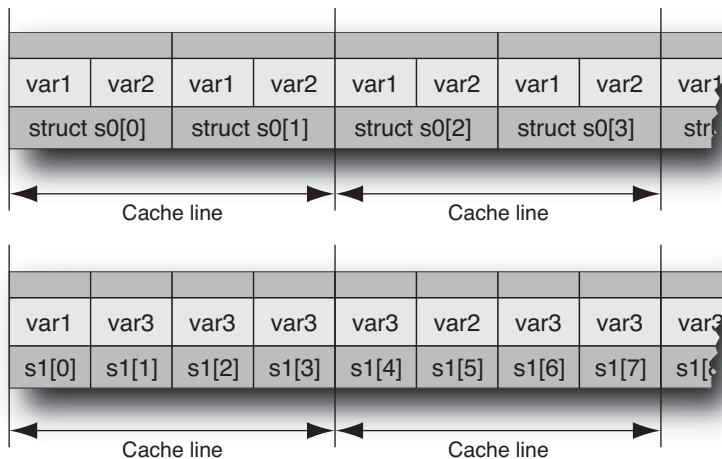 var1 var2 var1 var2 var1 var2 var1 var2 var1
struct s0[0] struct s0[1] struct s0[2] struct s0[3]
Cache line Cache line
var1 var3 var3 var3 var3 var2 var3 var3 var3
s1[0] s1[1] s1[2] s1[3] s1[4] s1[5] s1[6] s1[7]
Cache line Cache line